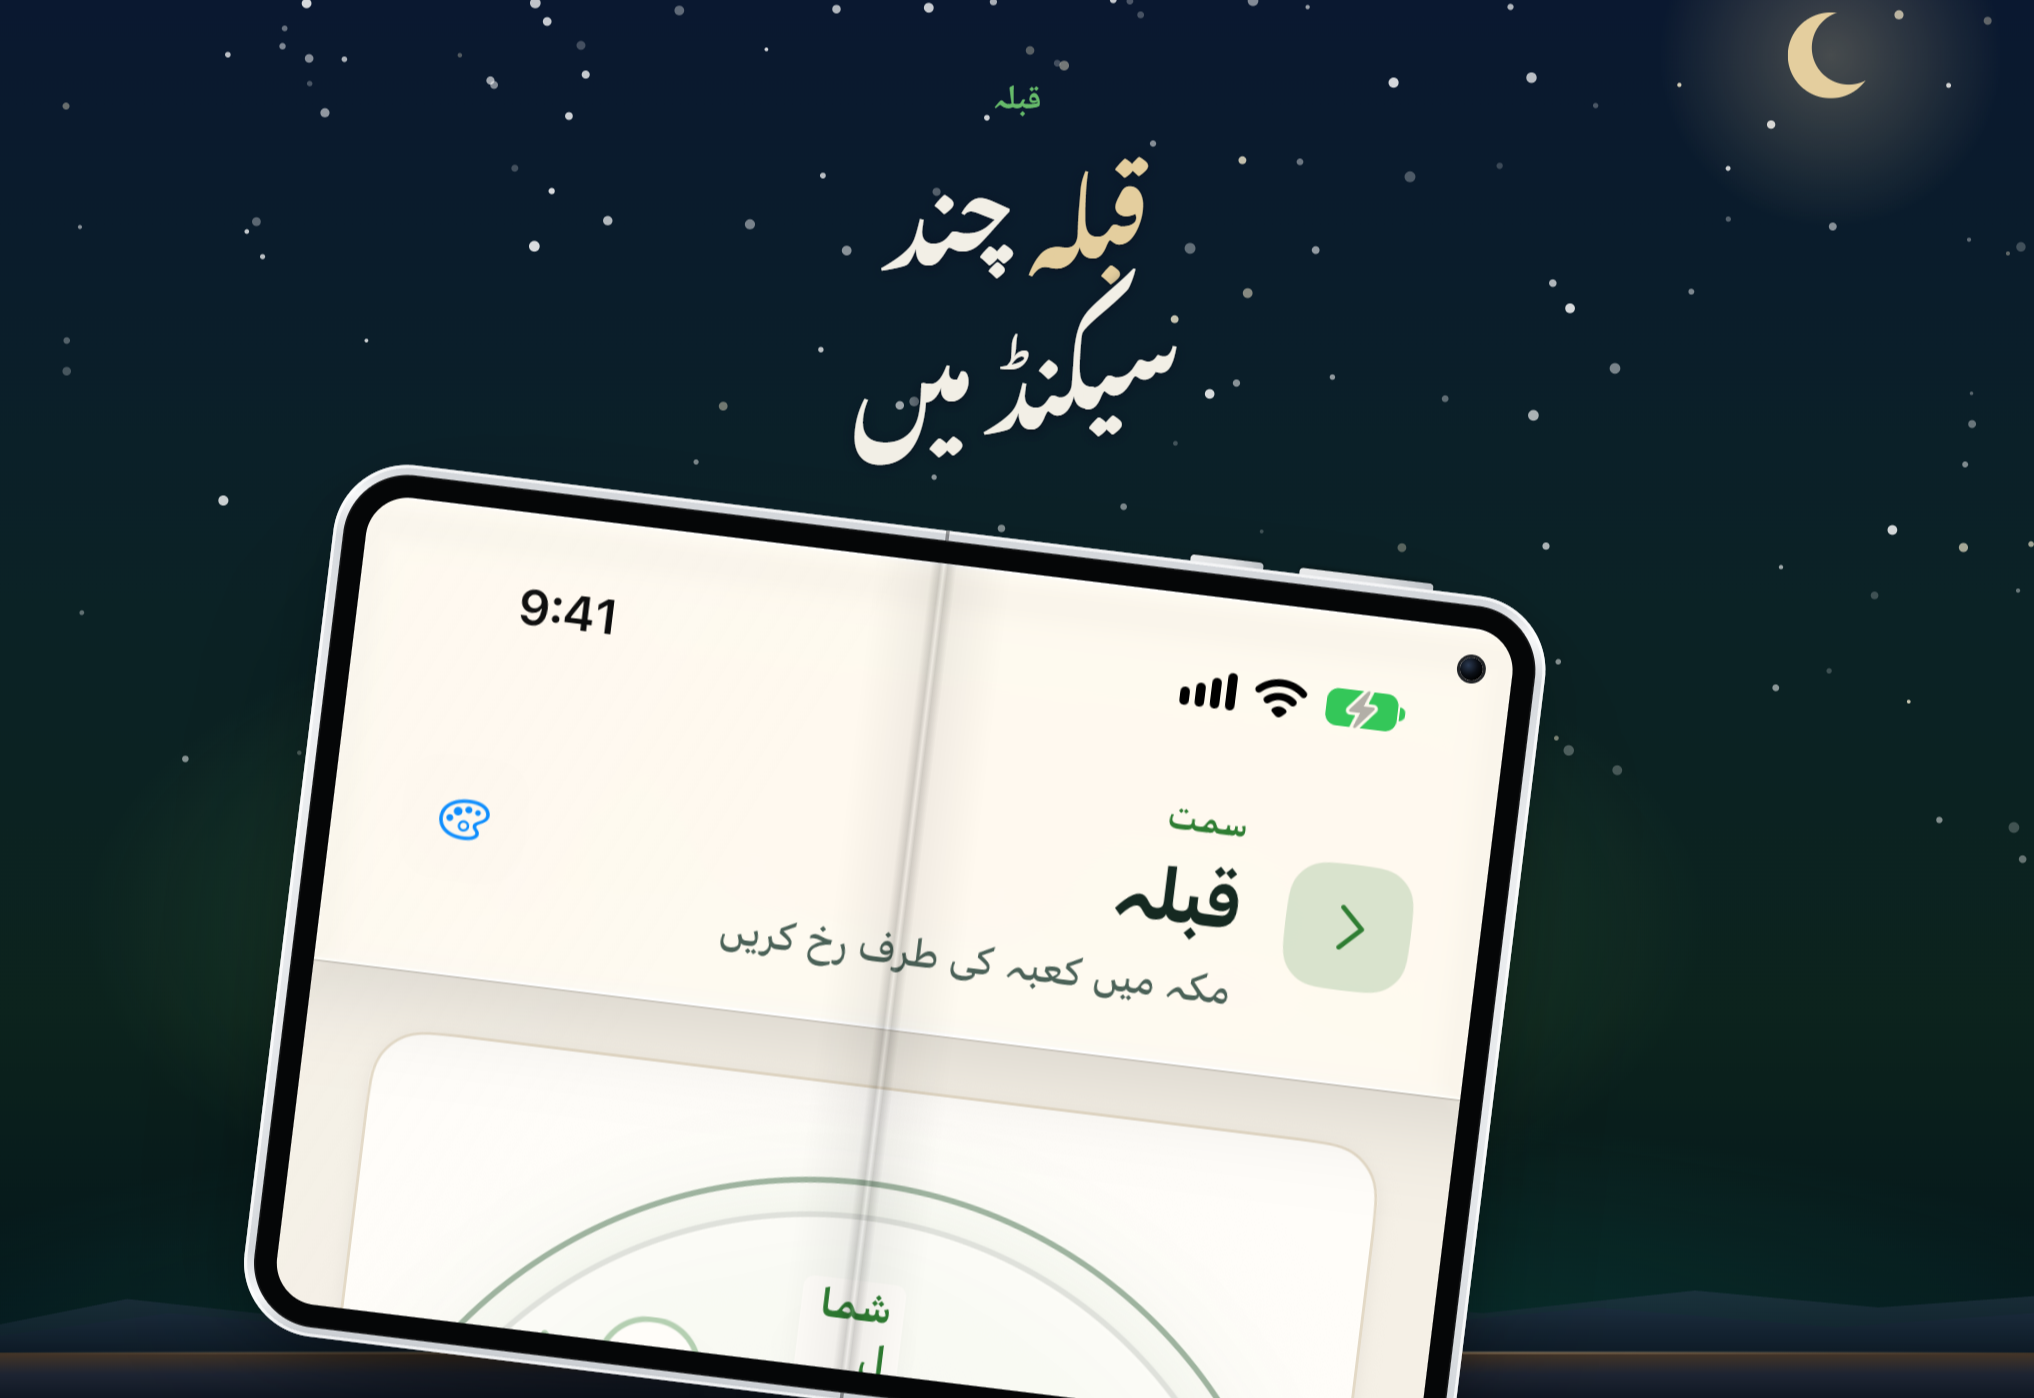 قبلہ
قبلہ چند
سیکنڈ میں
9:41
سمت
قبلہ
مکہ میں کعبہ کی طرف رخ کریں
شما
ل